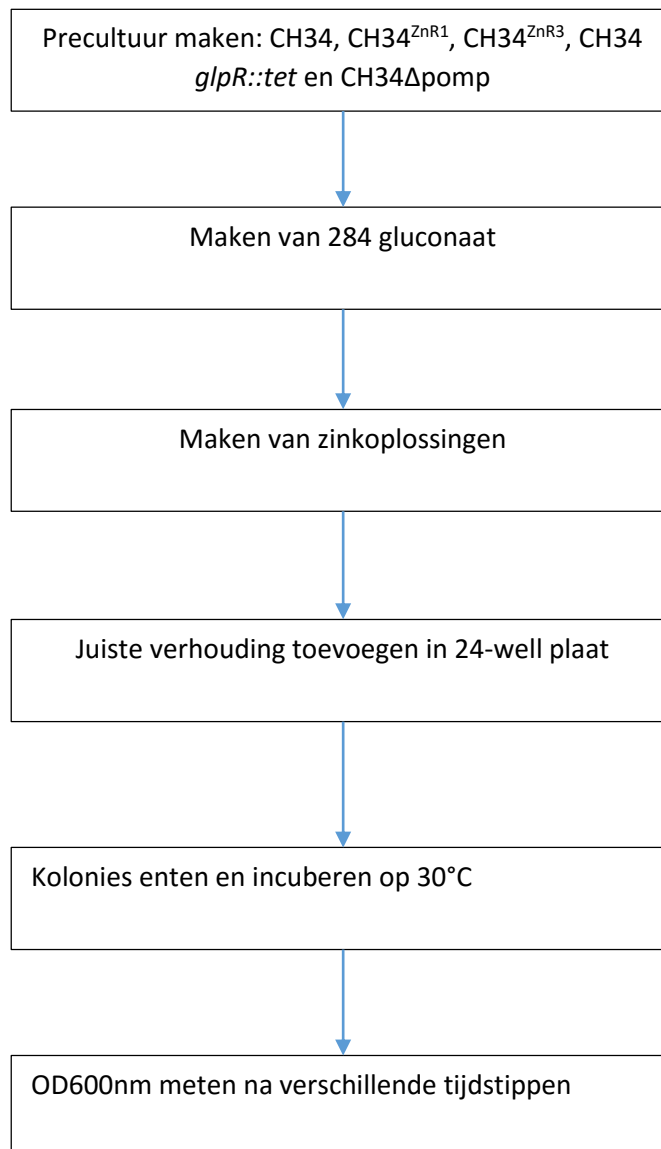 Precultuur maken: CH34, CH34ZnR1, CH34ZnR3, CH34
glpR::tet en CH34Δpomp
Maken van 284 gluconaat
Maken van zinkoplossingen
Juiste verhouding toevoegen in 24-well plaat
Kolonies enten en incuberen op 30°C
OD600nm meten na verschillende tijdstippen